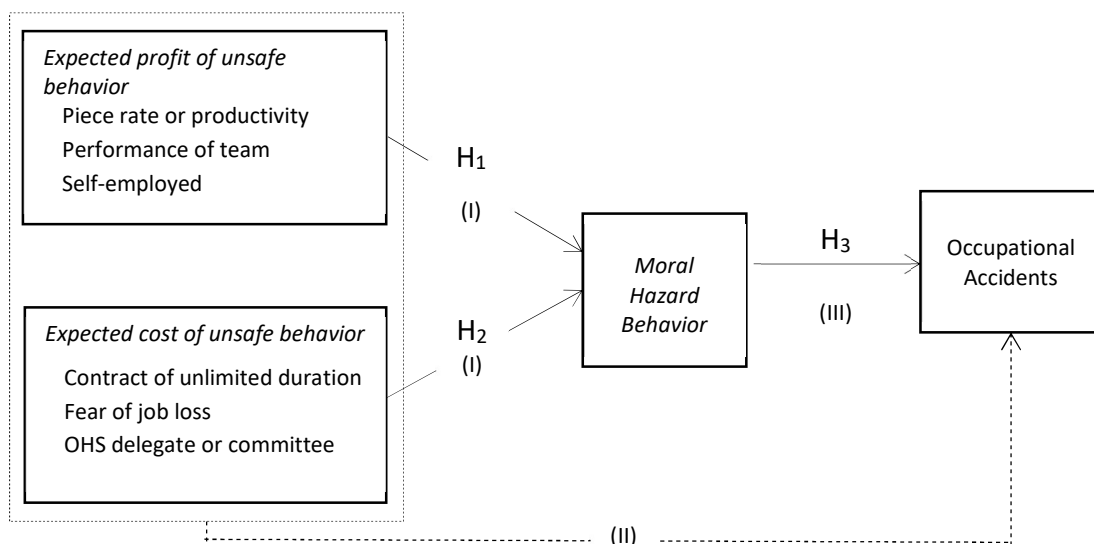 Expected profit of unsafe
behavior
Piece rate or productivity
Performance of team
Self-employed
H₁
(I)
Expected cost of unsafe behavior
Contract of unlimited duration
Fear of job loss
OHS delegate or committee
H₂
(I)
Moral
Hazard
Behavior
H₃
(III)
Occupational
Accidents
(II)